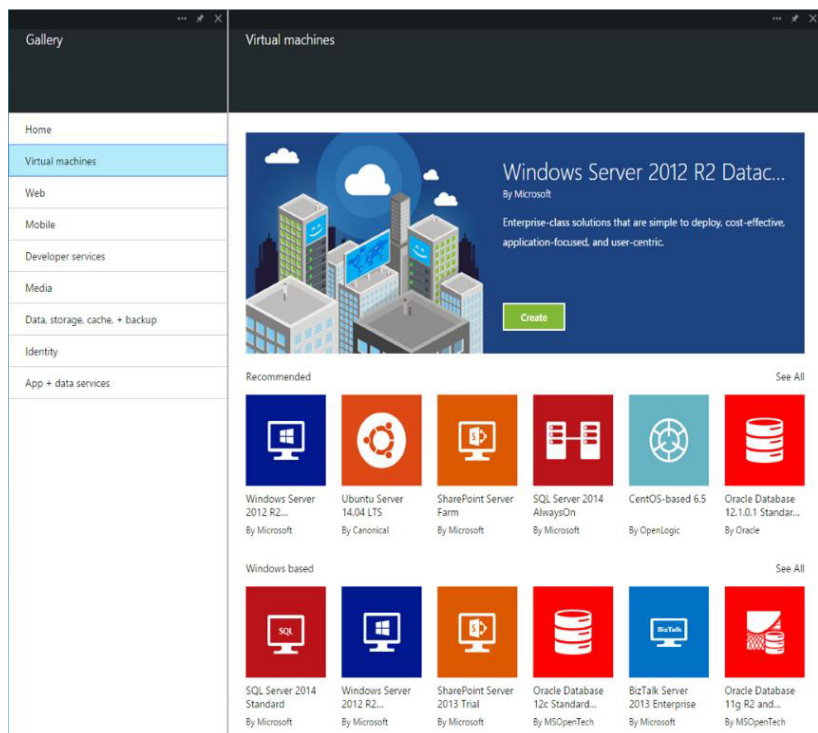 Gallery
Virtual machines
Home
Virtual machines
Web
Mobile
Developer services
Media
Data, storage, cache, + backup
Identity
App + data services
Windows Server 2012 R2 Datac...
By Microsoft
Enterprise-class solutions that are simple to deploy, cost-effective,
application-focused, and user-centric.
Create
Recommended
See All
Windows Server
2012 R2...
By Microsoft
Ubuntu Server
14.04 LTS
By Canonical
SharePoint Server
Farm
By Microsoft
SQL Server 2014
AlwaysOn
By Microsoft
CentOS-based 6.5
By OpenLogic
Oracle Database
12.1.0.1 Standar...
By Oracle
Windows based
See All
SQL
SQL Server 2014
Standard
By Microsoft
Windows Server
2012 R2...
By Microsoft
SharePoint Server
2013 Trial
By Microsoft
Oracle Database
12c Standard...
By MSOpenTech
BizTalk
BizTalk Server
2013 Enterprise
By Microsoft
Oracle Database
11g R2 and...
By MSOpenTech